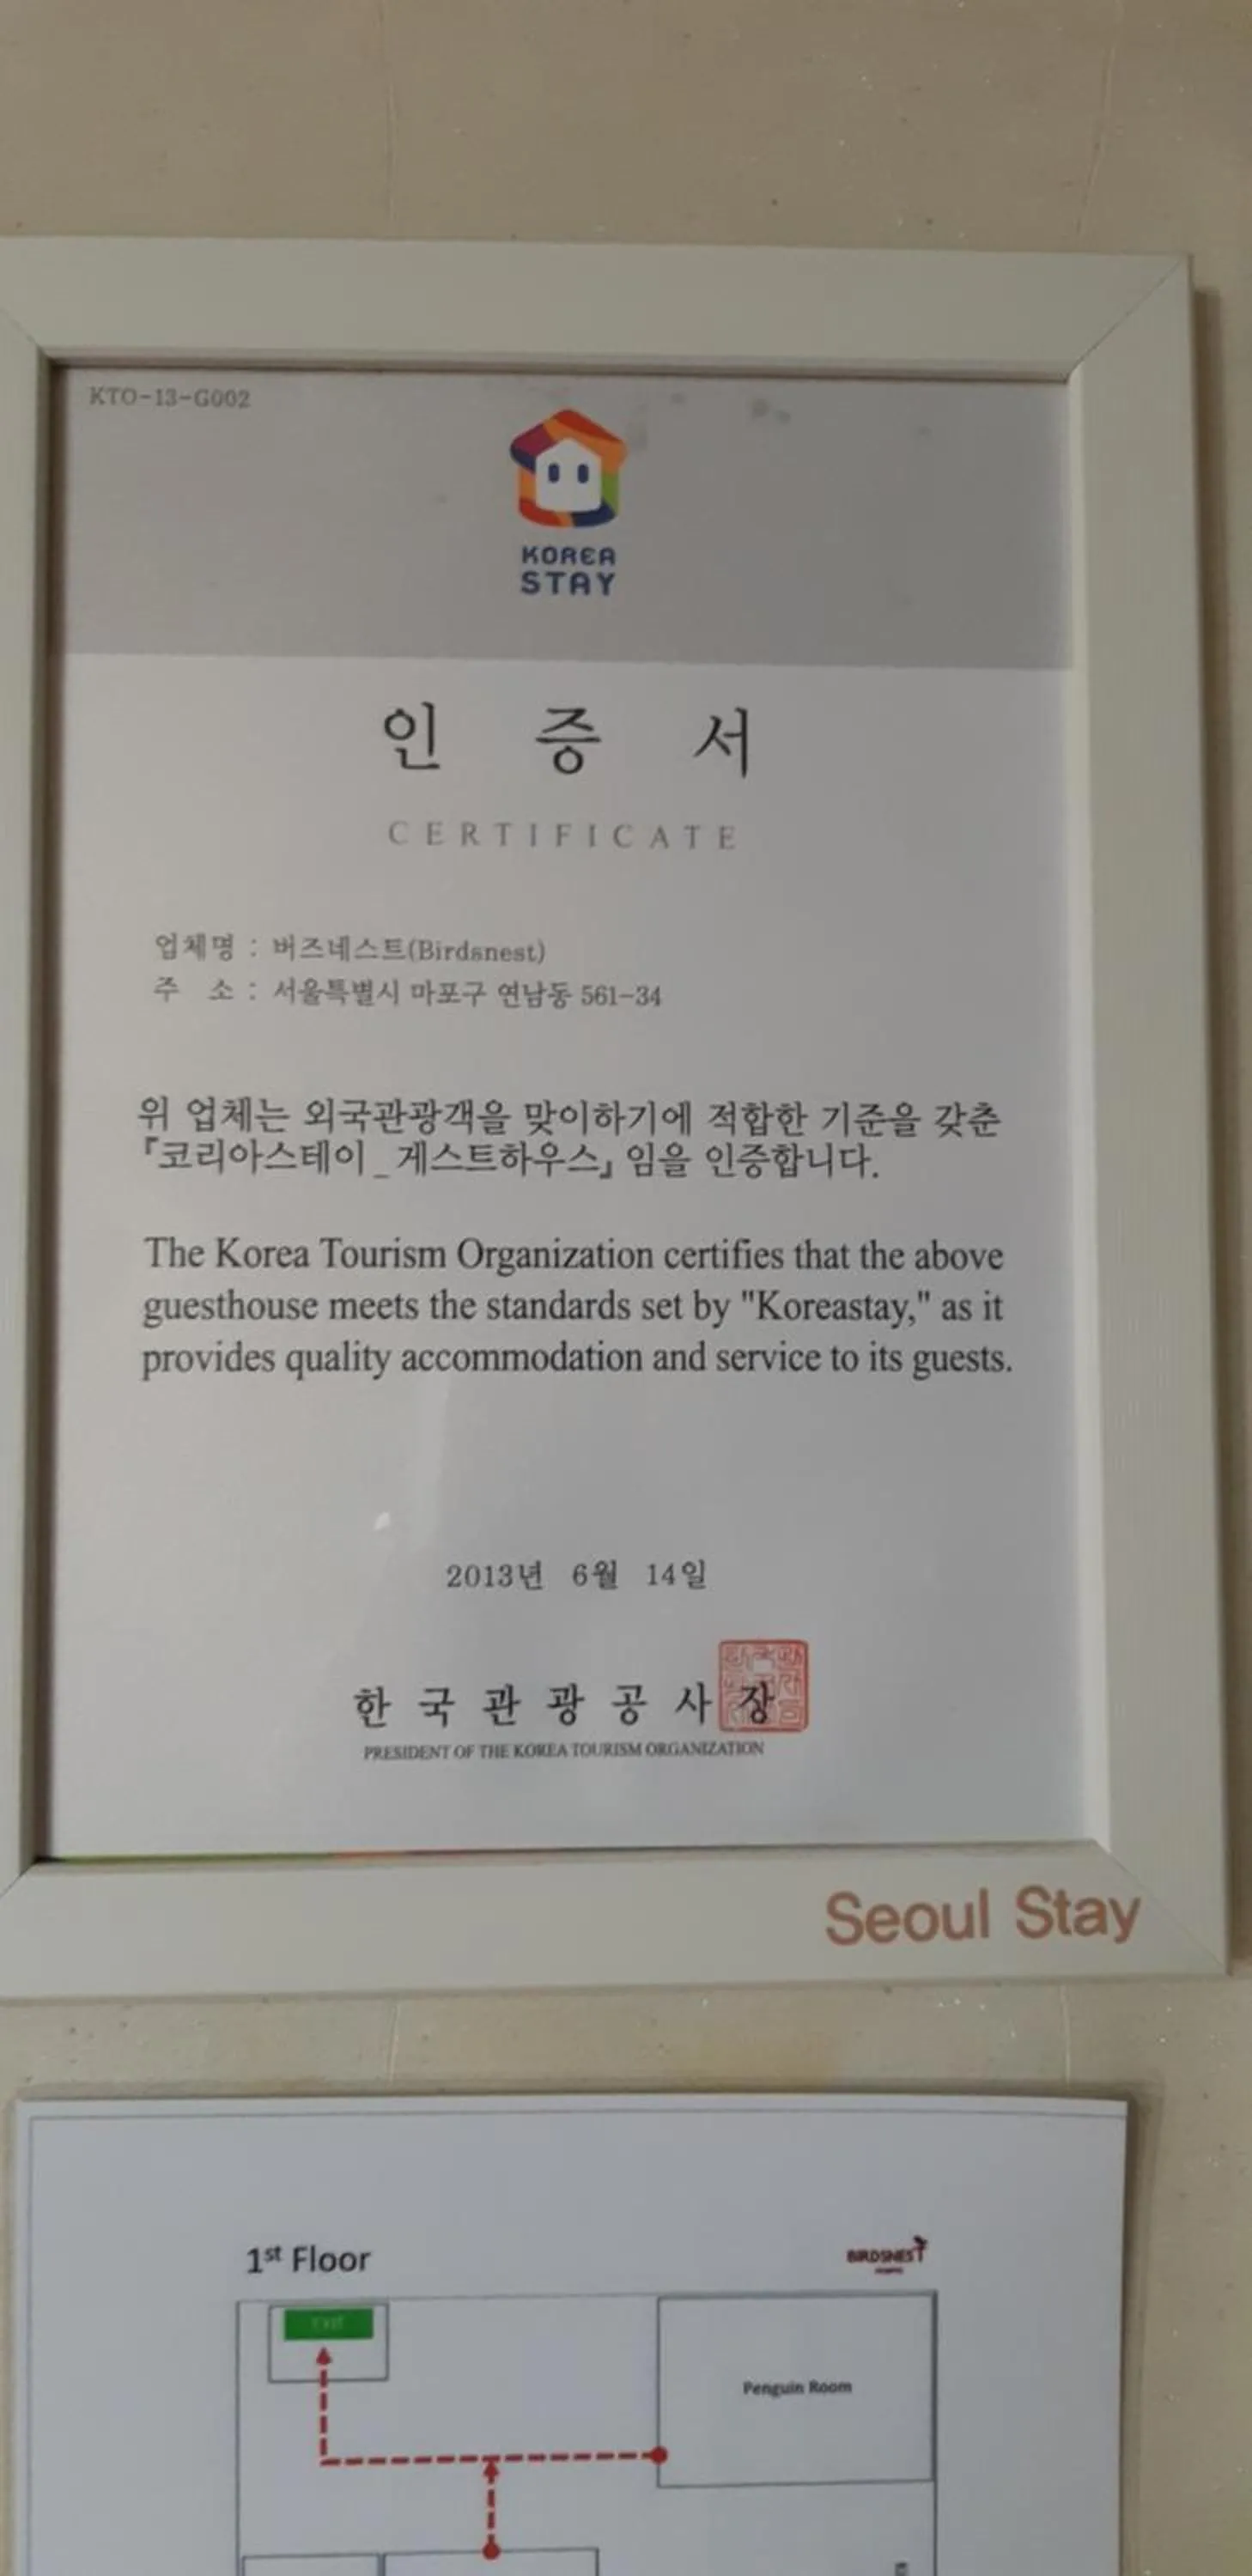 KTO-13-G002
KOREA
STAY
인 증 서
CERTIFICATE
업체명 : 버즈네스트(Birdsnest)
주 소 : 서울특별시 마포구 연남동 561-34
위 업체는 외국관광객을 맞이하기에 적합한 기준을 갖춘
『코리아스테이_게스트하우스』임을 인증합니다.
The Korea Tourism Organization certifies that the above
guesthouse meets the standards set by "Koreastay," as it
provides quality accommodation and service to its guests.
2013년 6월 14일
한국관광공사장
PRESIDENT OF THE KOREA TOURISM ORGANIZATION
Seoul Stay
1st Floor
BIRDSNEST
EXIT
Penguin Room